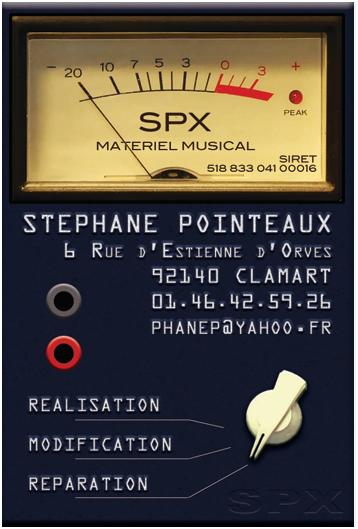 - 20 10 7 5 3 0 3 +
PEAK
SPX
MATERIEL MUSICAL
SIRET
518 833 041 00016
STEPHANE POINTEAUX
6 RUE D'ESTIENNE D'ORVES
92140 CLAMART
01.46.42.59.26
PHANEP@YAHOO.FR
REALISATION
MODIFICATION
REPARATION
SPX